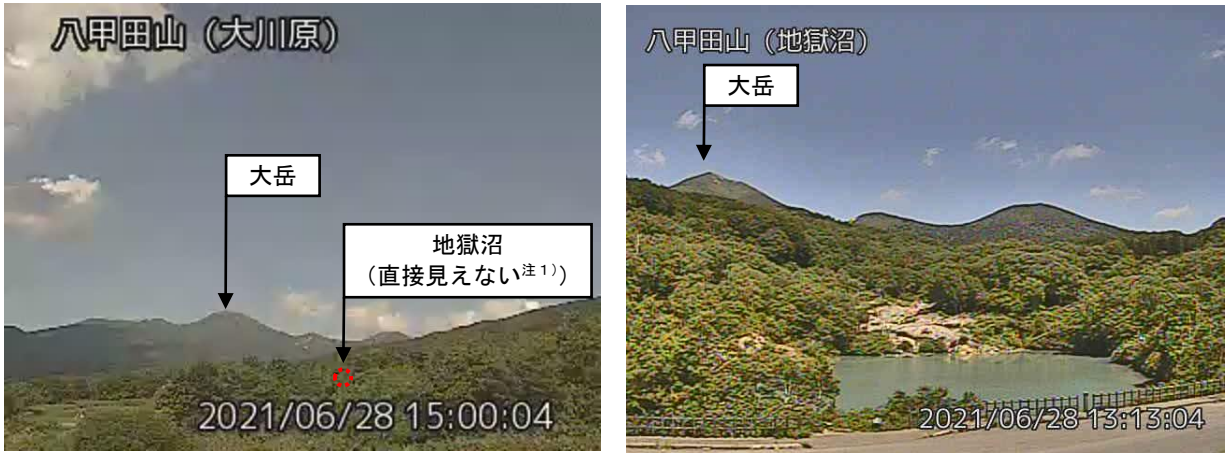 八甲田山（大川原）
大岳
地獄沼
（直接見えない注１））
2021/06/28 15:00:04
八甲田山（地獄沼）
大岳
2021/06/28 13:13:04